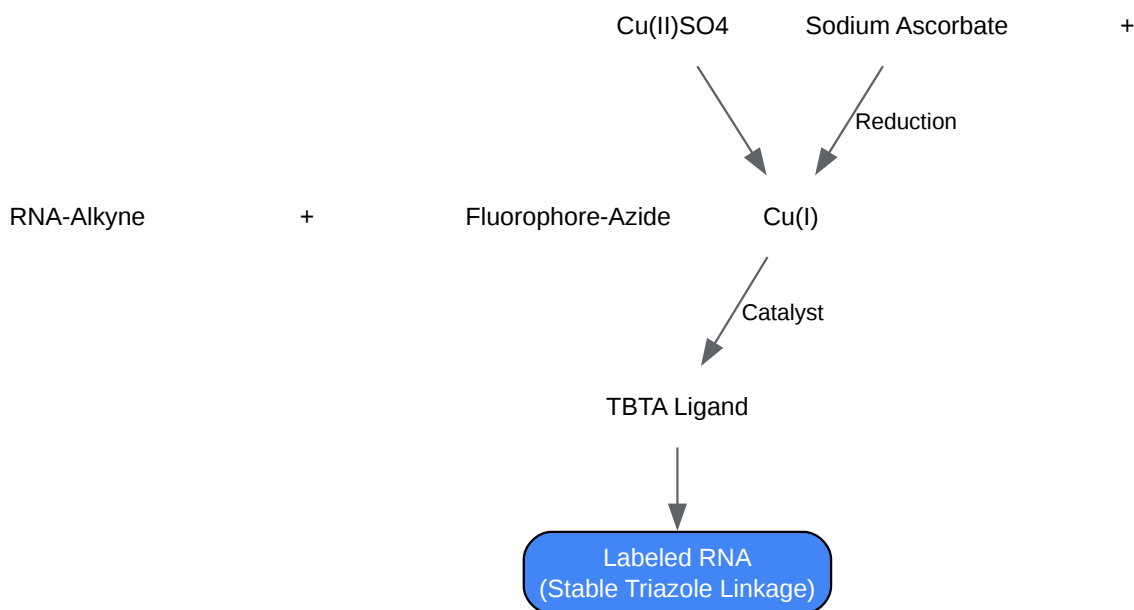 Cu(II)SO4 Sodium Ascorbate +
Reduction
RNA-Alkyne + Fluorophore-Azide Cu(I)
Catalyst
TBTA Ligand
Labeled RNA
(Stable Triazole Linkage)